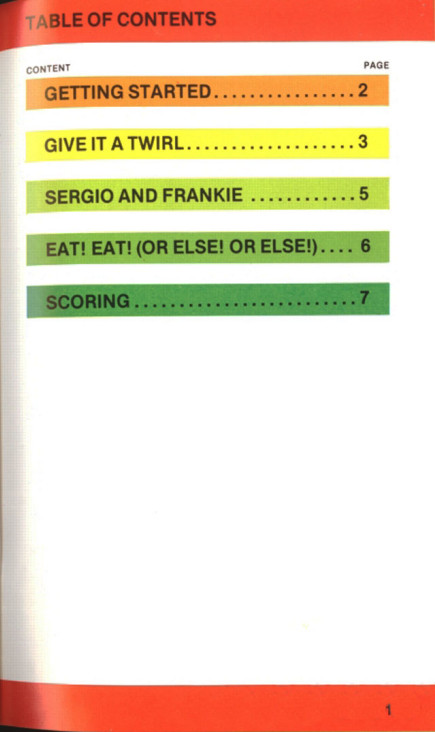 TABLE OF CONTENTS
CONTENT PAGE
GETTING STARTED................2
GIVE IT A TWIRL...................3
SERGIO AND FRANKIE ............5
EAT! EAT! (OR ELSE! OR ELSE!).... 6
SCORING.........................7
1